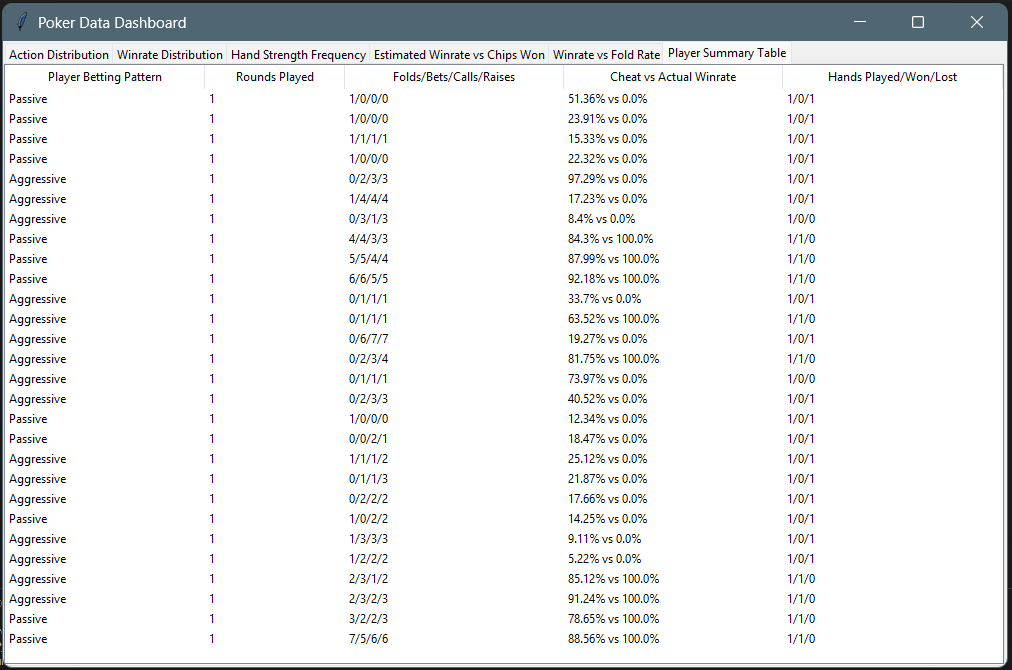 Poker Data Dashboard
Action Distribution Winrate Distribution Hand Strength Frequency Estimated Winrate vs Chips Won Winrate vs Fold Rate Player Summary Table
Player Betting Pattern Rounds Played Folds/Bets/Calls/Raises Cheat vs Actual Winrate Hands Played/Won/Lost
Passive 1 1/0/0/0 51.36% vs 0.0% 1/0/1
Passive 1 1/0/0/0 23.91% vs 0.0% 1/0/1
Passive 1 1/1/1/1 15.33% vs 0.0% 1/0/1
Passive 1 1/0/0/0 22.32% vs 0.0% 1/0/1
Aggressive 1 0/2/3/3 97.29% vs 0.0% 1/0/1
Aggressive 1 1/4/4/4 17.23% vs 0.0% 1/0/1
Aggressive 1 0/3/1/3 8.4% vs 0.0% 1/0/0
Passive 1 4/4/3/3 84.3% vs 100.0% 1/1/0
Passive 1 5/5/4/4 87.99% vs 100.0% 1/1/0
Passive 1 6/6/5/5 92.18% vs 100.0% 1/1/0
Aggressive 1 0/1/1/1 33.7% vs 0.0% 1/0/1
Aggressive 1 0/1/1/1 63.52% vs 100.0% 1/1/0
Aggressive 1 0/6/7/7 19.27% vs 0.0% 1/0/1
Aggressive 1 0/2/3/4 81.75% vs 100.0% 1/1/0
Aggressive 1 0/1/1/1 73.97% vs 0.0% 1/0/0
Aggressive 1 0/2/3/3 40.52% vs 0.0% 1/0/1
Passive 1 1/0/0/0 12.34% vs 0.0% 1/0/1
Passive 1 0/0/2/1 18.47% vs 0.0% 1/0/1
Aggressive 1 1/1/1/2 25.12% vs 0.0% 1/0/1
Aggressive 1 0/1/1/3 21.87% vs 0.0% 1/0/1
Aggressive 1 0/2/2/2 17.66% vs 0.0% 1/0/1
Passive 1 1/0/2/2 14.25% vs 0.0% 1/0/1
Aggressive 1 1/3/3/3 9.11% vs 0.0% 1/0/1
Aggressive 1 1/2/2/2 5.22% vs 0.0% 1/0/1
Aggressive 1 2/3/1/2 85.12% vs 100.0% 1/1/0
Aggressive 1 2/3/2/3 91.24% vs 100.0% 1/1/0
Passive 1 3/2/2/3 78.65% vs 100.0% 1/1/0
Passive 1 7/5/6/6 88.56% vs 100.0% 1/1/0